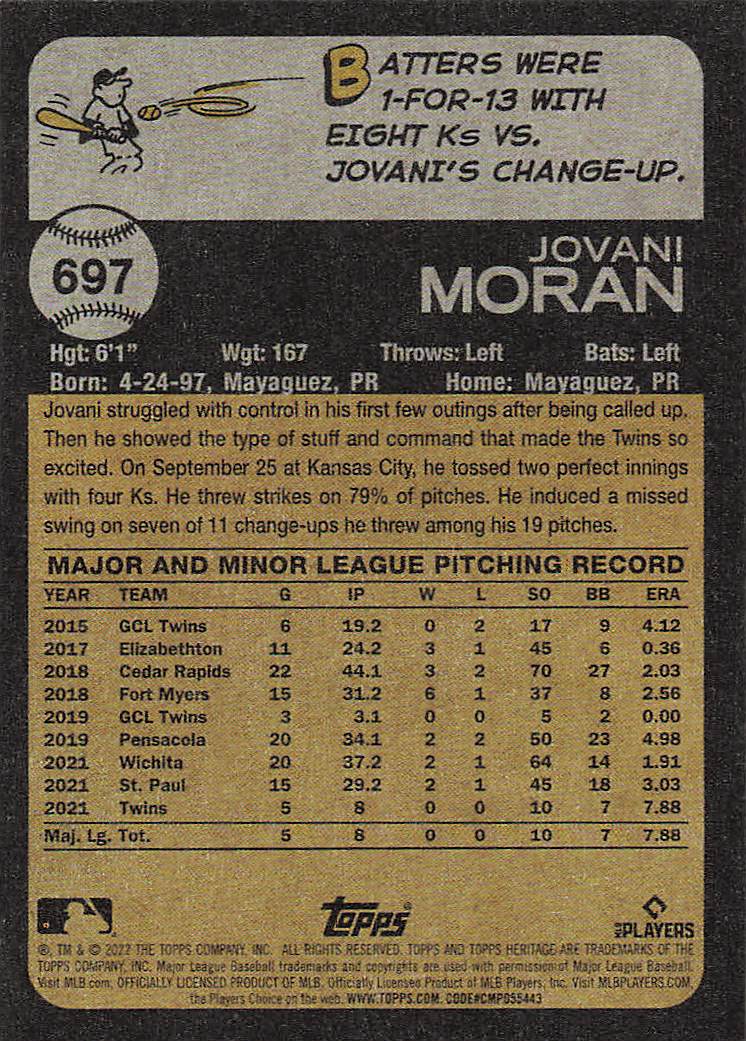 BATTERS WERE
1-FOR-13 WITH
EIGHT Ks VS.
JOVANI'S CHANGE-UP.
697
JOVANI
MORAN
Hgt: 6'1" Wgt: 167 Throws: Left Bats: Left
Born: 4-24-97, Mayaguez, PR Home: Mayaguez, PR
Jovani struggled with control in his first few outings after being called up.
Then he showed the type of stuff and command that made the Twins so
excited. On September 25 at Kansas City, he tossed two perfect innings
with four Ks. He threw strikes on 79% of pitches. He induced a missed
swing on seven of 11 change-ups he threw among his 19 pitches.
MAJOR AND MINOR LEAGUE PITCHING RECORD
YEAR TEAM G IP W L SO BB ERA
2015 GCL Twins 6 19.2 0 2 17 9 4.12
2017 Elizabethton 11 24.2 3 1 45 6 0.36
2018 Cedar Rapids 22 44.1 3 2 70 27 2.03
2018 Fort Myers 15 31.2 6 1 37 8 2.56
2019 GCL Twins 3 3.1 0 0 5 2 0.00
2019 Pensacola 20 34.1 2 2 50 23 4.98
2021 Wichita 20 37.2 2 1 64 14 1.91
2021 St. Paul 15 29.2 2 1 45 18 3.03
2021 Twins 5 8 0 0 10 7 7.88
Maj. Lg. Tot. 5 8 0 0 10 7 7.88
Topps® MLB PLAYERS
®, TM & © 2022 THE TOPPS COMPANY, INC. ALL RIGHTS RESERVED. TOPPS AND TOPPS HERITAGE ARE TRADEMARKS OF THE
TOPPS COMPANY, INC. Major League Baseball trademarks and copyrights are used with permission of Major League Baseball.
Visit MLB.com. OFFICIALLY LICENSED PRODUCT OF MLB. Officially Licensed Product of MLB Players, Inc. Visit MLBPLAYERS.COM,
the Players Choice on the web. WWW.TOPPS.COM. CODE#CMP055443